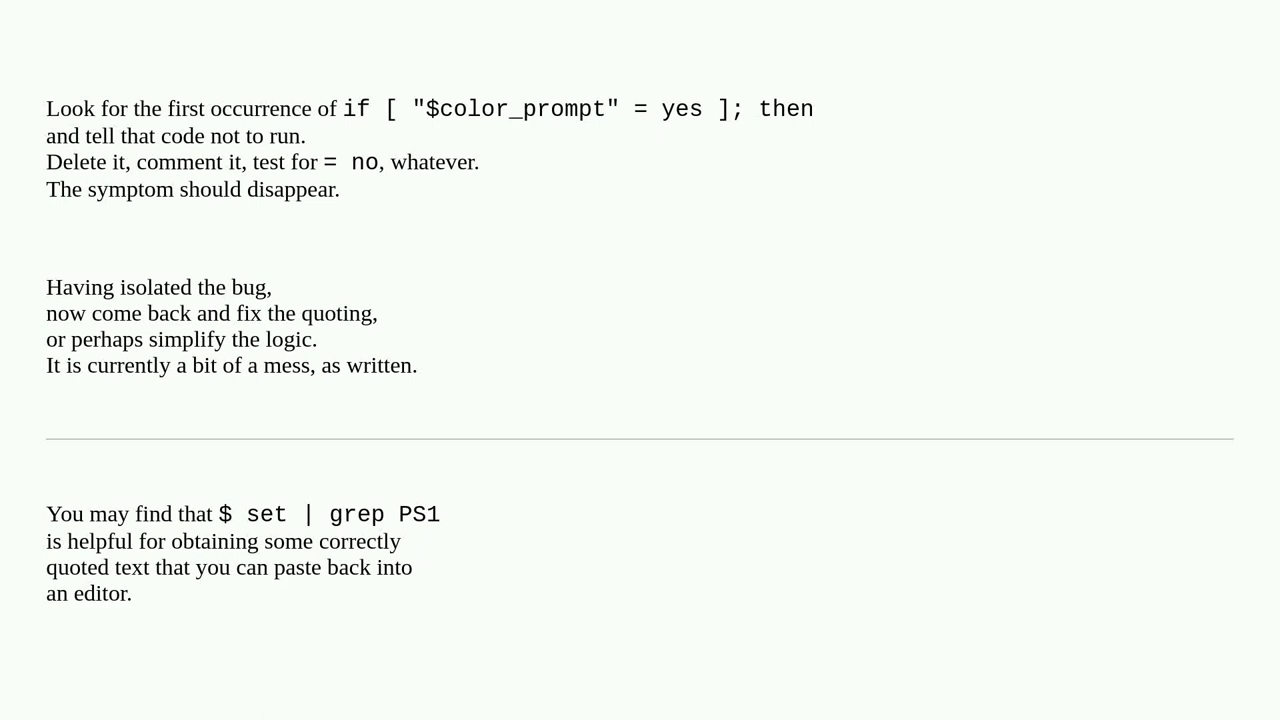 Look for the first occurrence of if [ "$color_prompt" = yes ]; then
and tell that code not to run.
Delete it, comment it, test for = no, whatever.
The symptom should disappear.
Having isolated the bug,
now come back and fix the quoting,
or perhaps simplify the logic.
It is currently a bit of a mess, as written.
You may find that $ set | grep PS1
is helpful for obtaining some correctly
quoted text that you can paste back into
an editor.